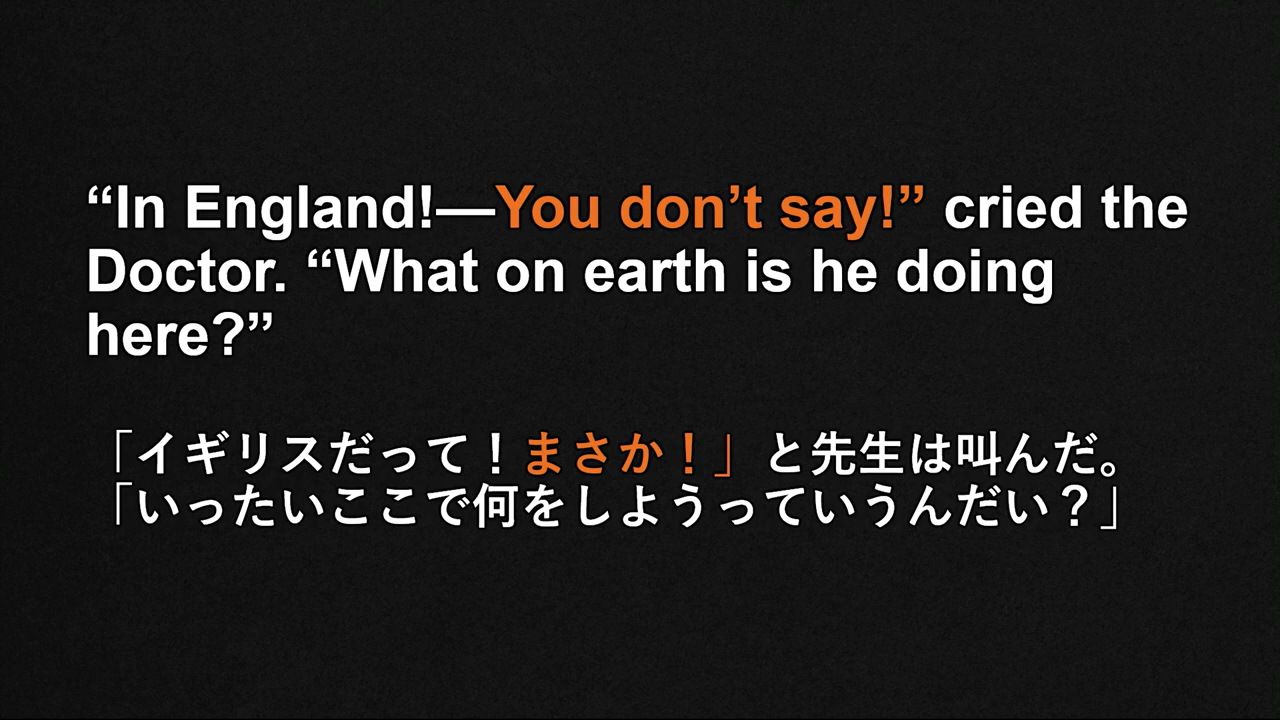 “In England!—You don’t say!” cried the
Doctor. “What on earth is he doing
here?”
「イギリスだって！まさか！」と先生は叫んだ。
「いったいここで何をしようっていうんだい？」